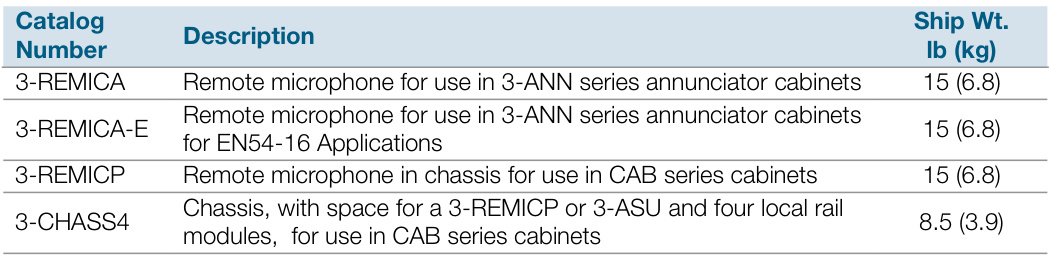 Catalog Number Description Ship Wt. lb (kg)
3-REMICA Remote microphone for use in 3-ANN series annunciator cabinets 15 (6.8)
3-REMICA-E Remote microphone for use in 3-ANN series annunciator cabinets
for EN54-16 Applications 15 (6.8)
3-REMICP Remote microphone in chassis for use in CAB series cabinets 15 (6.8)
3-CHASS4 Chassis, with space for a 3-REMICP or 3-ASU and four local rail
modules, for use in CAB series cabinets 8.5 (3.9)